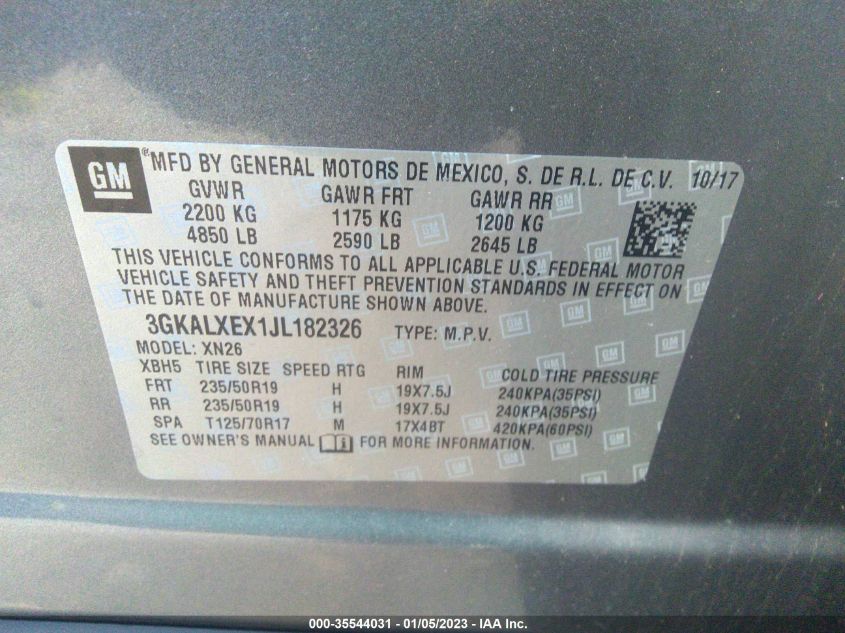 GM ® MFD BY GENERAL MOTORS DE MEXICO, S. DE R.L. DE C.V. 10/17
GVWR GAWR FRT GAWR RR
2200 KG 1175 KG 1200 KG
4850 LB 2590 LB 2645 LB
THIS VEHICLE CONFORMS TO ALL APPLICABLE U.S. FEDERAL MOTOR
VEHICLE SAFETY AND THEFT PREVENTION STANDARDS IN EFFECT ON
THE DATE OF MANUFACTURE SHOWN ABOVE.
3GKALXEX1JL182326 TYPE: M.P.V.
MODEL: XN26
XBH5 TIRE SIZE SPEED RTG RIM COLD TIRE PRESSURE
FRT 235/50R19 H 19X7.5J 240KPA(35PSI)
RR 235/50R19 H 19X7.5J 240KPA(35PSI)
SPA T125/70R17 M 17X4BT 420KPA(60PSI)
SEE OWNER'S MANUAL i FOR MORE INFORMATION.
000-35544031 - 01/05/2023 - IAA Inc.